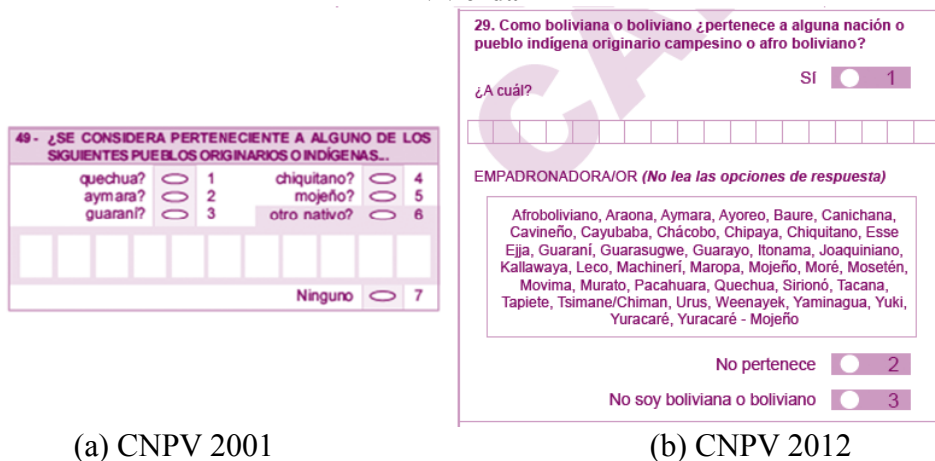 49 - ¿SE CONSIDERA PERTENECIENTE A ALGUNO DE LOS
SIGUIENTES PUEBLOS ORIGINARIOS O INDÍGENAS...
quechua? 1 chiquitano? 4
aymara? 2 mojeño? 5
guaraní? 3 otro nativo? 6
Ninguno 7
(a) CNPV 2001
29. Como boliviana o boliviano ¿pertenece a alguna nación o
pueblo indígena originario campesino o afro boliviano?
SÍ 1
¿A cuál?
EMPADRONADORA/OR (No lea las opciones de respuesta)
Afroboliviano, Araona, Aymara, Ayoreo, Baure, Canichana,
Cavineño, Cayubaba, Chácobo, Chipaya, Chiquitano, Esse
Ejja, Guaraní, Guarasugwe, Guarayo, Itonama, Joaquiniano,
Kallawaya, Leco, Machinerí, Maropa, Mojeño, Moré, Mosetén,
Movima, Murato, Pacahuara, Quechua, Sirionó, Tacana,
Tapiete, Tsimane/Chiman, Urus, Weenayek, Yaminagua, Yuki,
Yuracaré, Yuracaré - Mojeño
No pertenece 2
No soy boliviana o boliviano 3
(b) CNPV 2012